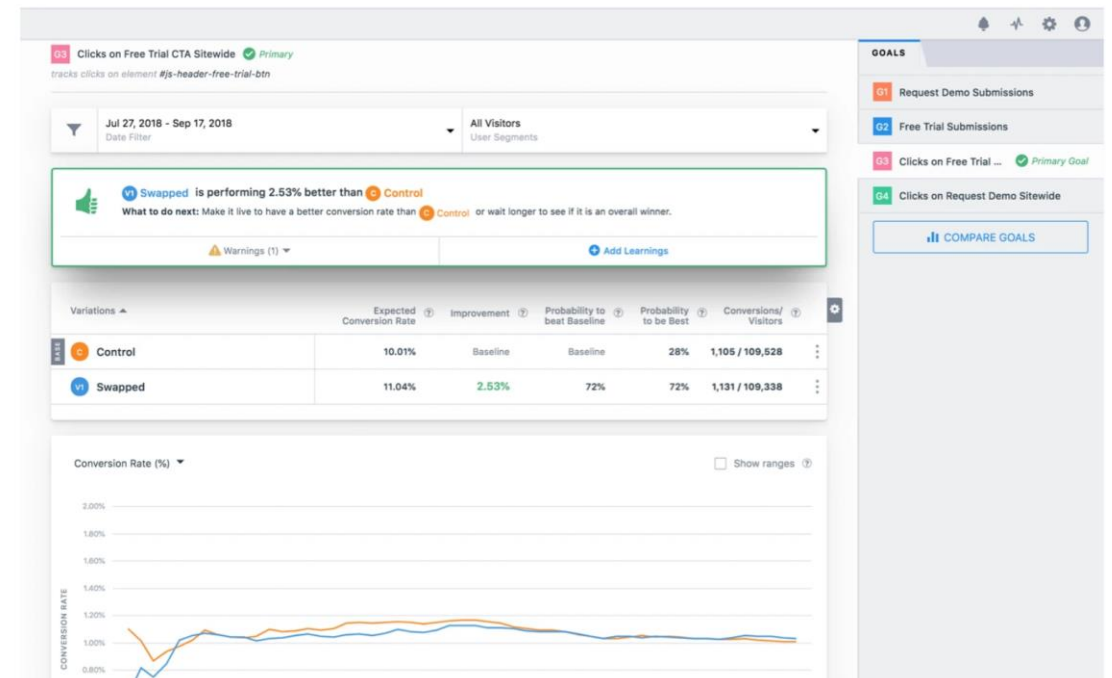 G3 Clicks on Free Trial CTA Sitewide Primary
tracks clicks on element #js-header-free-trial-btn
Jul 27, 2018 - Sep 17, 2018
Date Filter
All Visitors
User Segments
V1 Swapped is performing 2.53% better than C Control
What to do next: Make it live to have a better conversion rate than C Control or wait longer to see if it is an overall winner.
Warnings (1)
Add Learnings
Variations Expected Conversion Rate ? Improvement ? Probability to beat Baseline ? Probability to be Best ? Conversions/ Visitors ?
BASE C Control 10.01% Baseline Baseline 28% 1,105 / 109,528
V1 Swapped 11.04% 2.53% 72% 72% 1,131 / 109,338
Conversion Rate (%)
Show ranges ?
2.00%
1.80%
1.60%
1.40%
1.20%
1.00%
0.80%
CONVERSION RATE
GOALS
G1 Request Demo Submissions
G2 Free Trial Submissions
G3 Clicks on Free Trial ... Primary Goal
G4 Clicks on Request Demo Sitewide
COMPARE GOALS